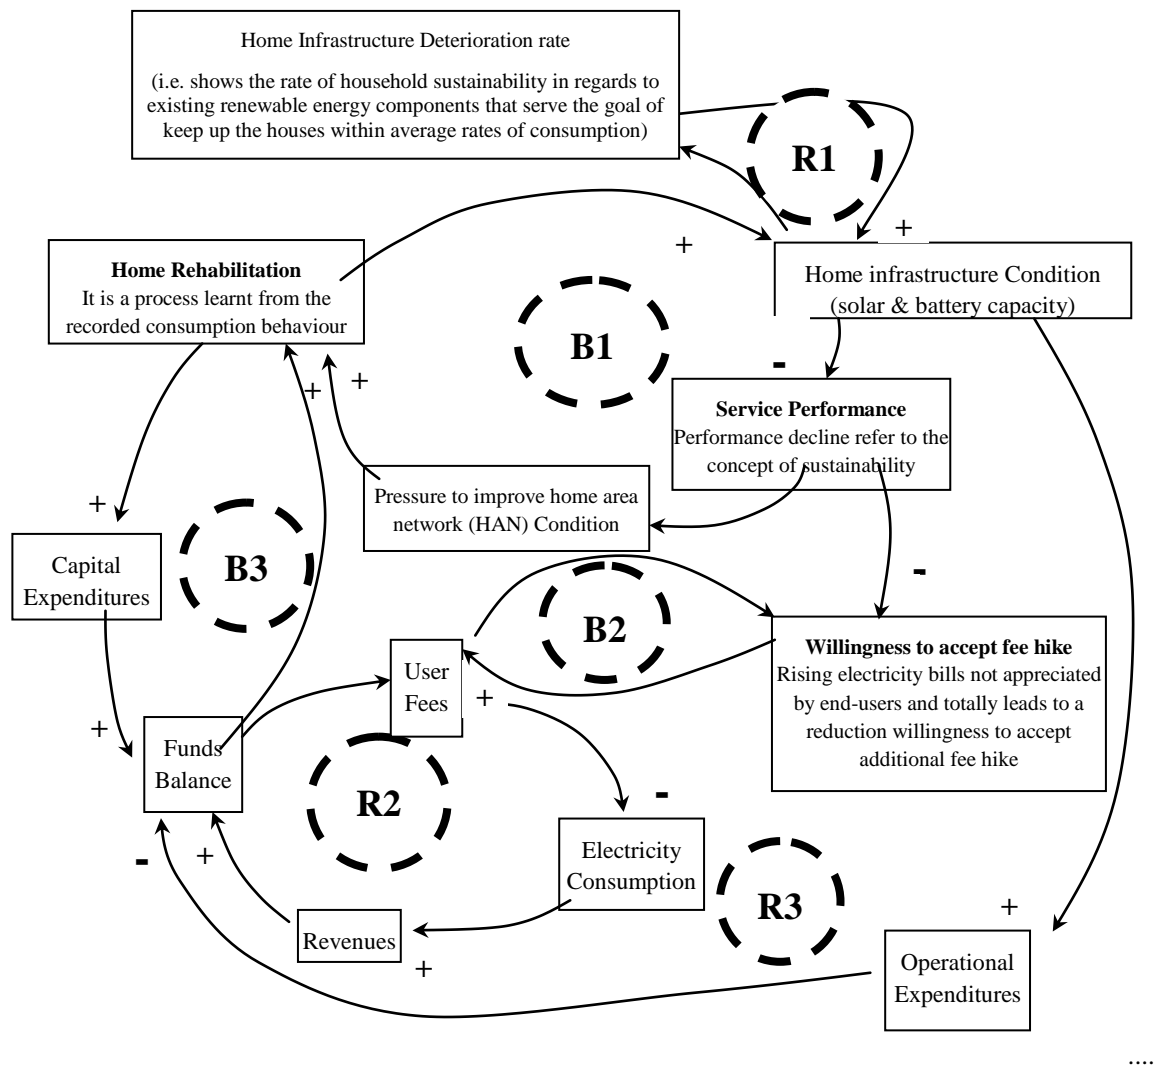 Home Infrastructure Deterioration rate
(i.e. shows the rate of household sustainability in regards to
existing renewable energy components that serve the goal of
keep up the houses within average rates of consumption)
R1
+
+
Home Rehabilitation
It is a process learnt from the
recorded consumption behaviour
Home infrastructure Condition
(solar & battery capacity)
B1
-
+
+
Service Performance
Performance decline refer to the
concept of sustainability
Pressure to improve home area
network (HAN) Condition
+
Capital
Expenditures
B3
-
B2
User
Fees
+
Willingness to accept fee hike
Rising electricity bills not appreciated
by end-users and totally leads to a
reduction willingness to accept
additional fee hike
+
Funds
Balance
R2
-
-
+
Electricity
Consumption
R3
Revenues
+
+
Operational
Expenditures
....